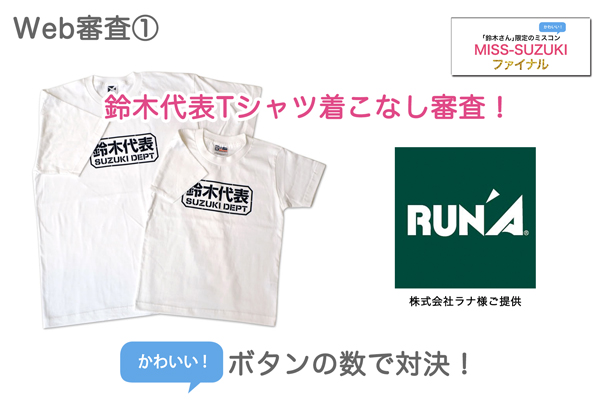 Web審査①
かわいい！
「鈴木さん」限定のミスコン
MISS-SUZUKI
ファイナル
鈴木代表Tシャツ着こなし審査！
鈴木代表
SUZUKI DEPT
鈴木代表
SUZUKI DEPT
RUN'A®
株式会社ラナ様ご提供
かわいい！ ボタンの数で対決！